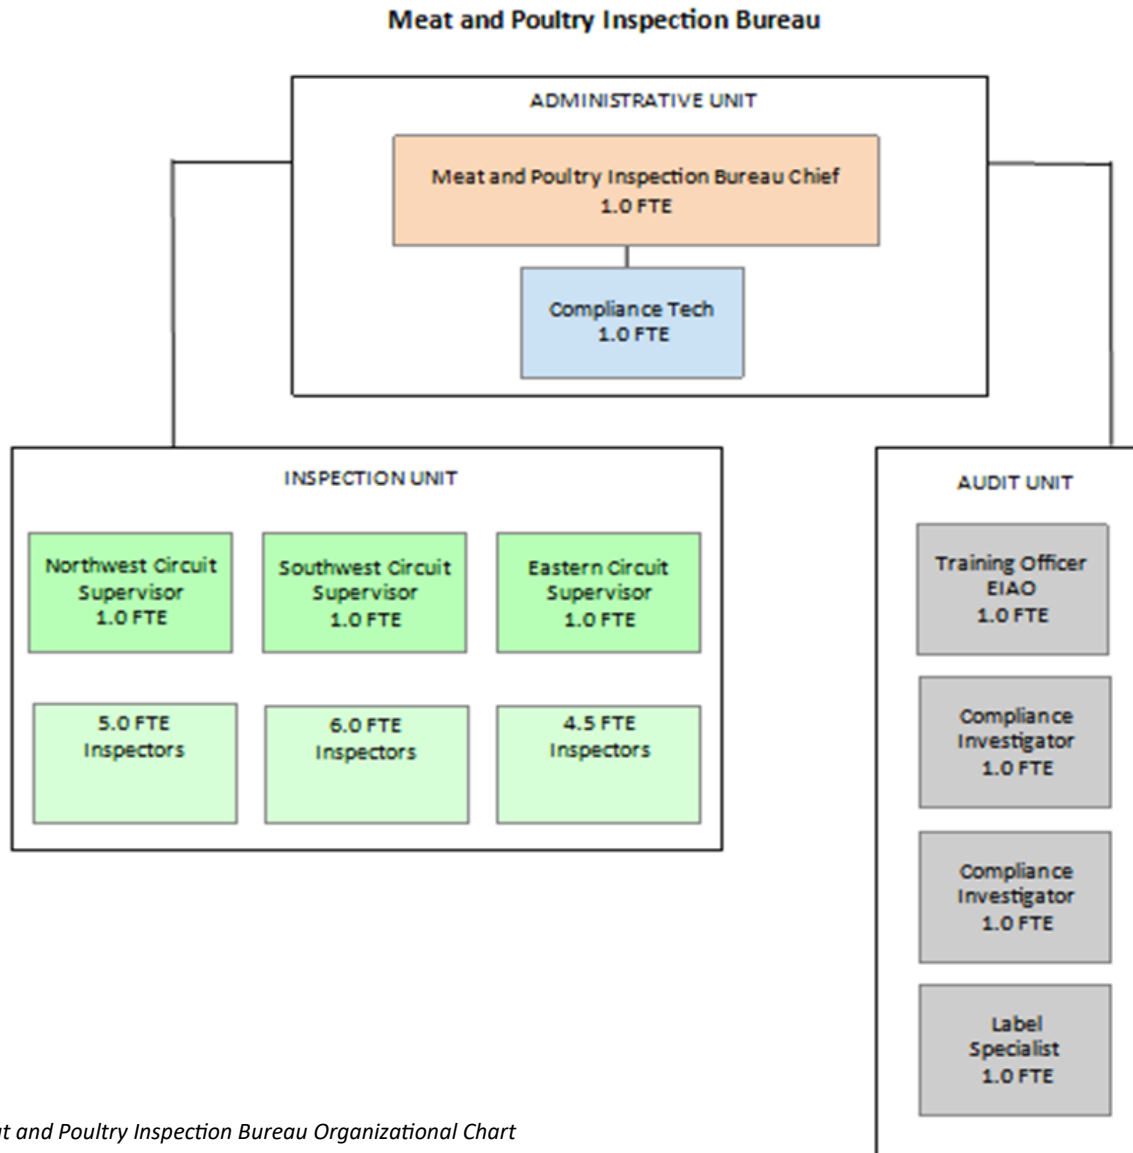 Meat and Poultry Inspection Bureau
ADMINISTRATIVE UNIT
Meat and Poultry Inspection Bureau Chief
1.0 FTE
Compliance Tech
1.0 FTE
INSPECTION UNIT
Northwest Circuit
Supervisor
1.0 FTE
Southwest Circuit
Supervisor
1.0 FTE
Eastern Circuit
Supervisor
1.0 FTE
5.0 FTE
Inspectors
6.0 FTE
Inspectors
4.5 FTE
Inspectors
AUDIT UNIT
Training Officer
EIAO
1.0 FTE
Compliance
Investigator
1.0 FTE
Compliance
Investigator
1.0 FTE
Label
Specialist
1.0 FTE
and Poultry Inspection Bureau Organizational Chart